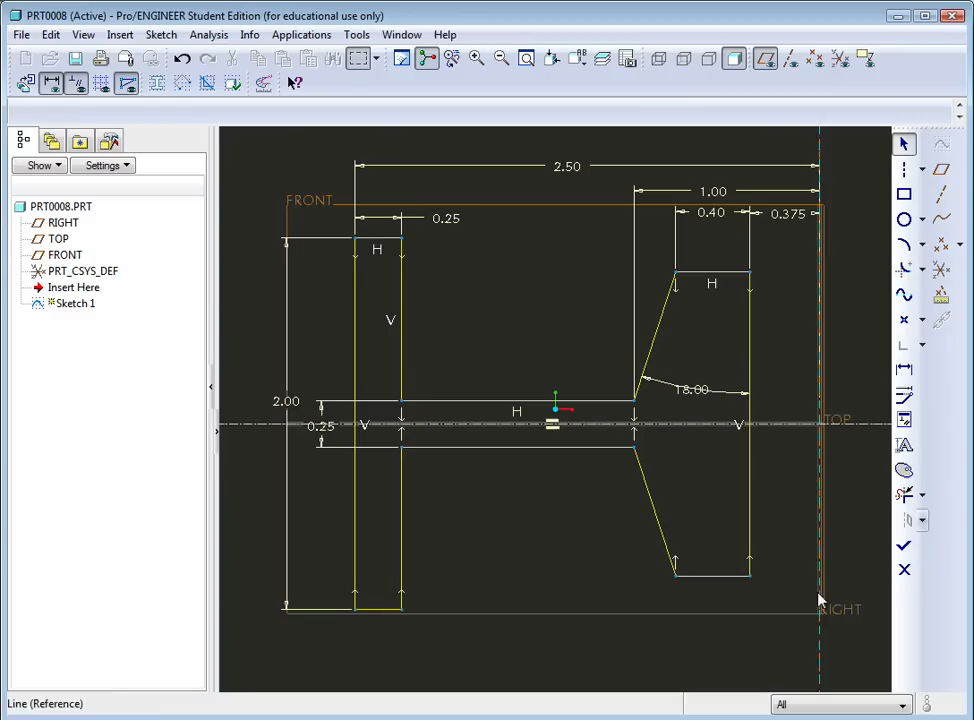 PRT0008 (Active) - Pro/ENGINEER Student Edition (for educational use only)
File Edit View Insert Sketch Analysis Info Applications Tools Window Help
Show Settings
PRT0008.PRT
RIGHT
TOP
FRONT
PRT_CSYS_DEF
Insert Here
Sketch 1
2.50
1.00
FRONT
0.25
0.40
0.375
H
H
V
18.00
2.00
H
0.25
V
V
TOP
RIGHT
Line (Reference)
All